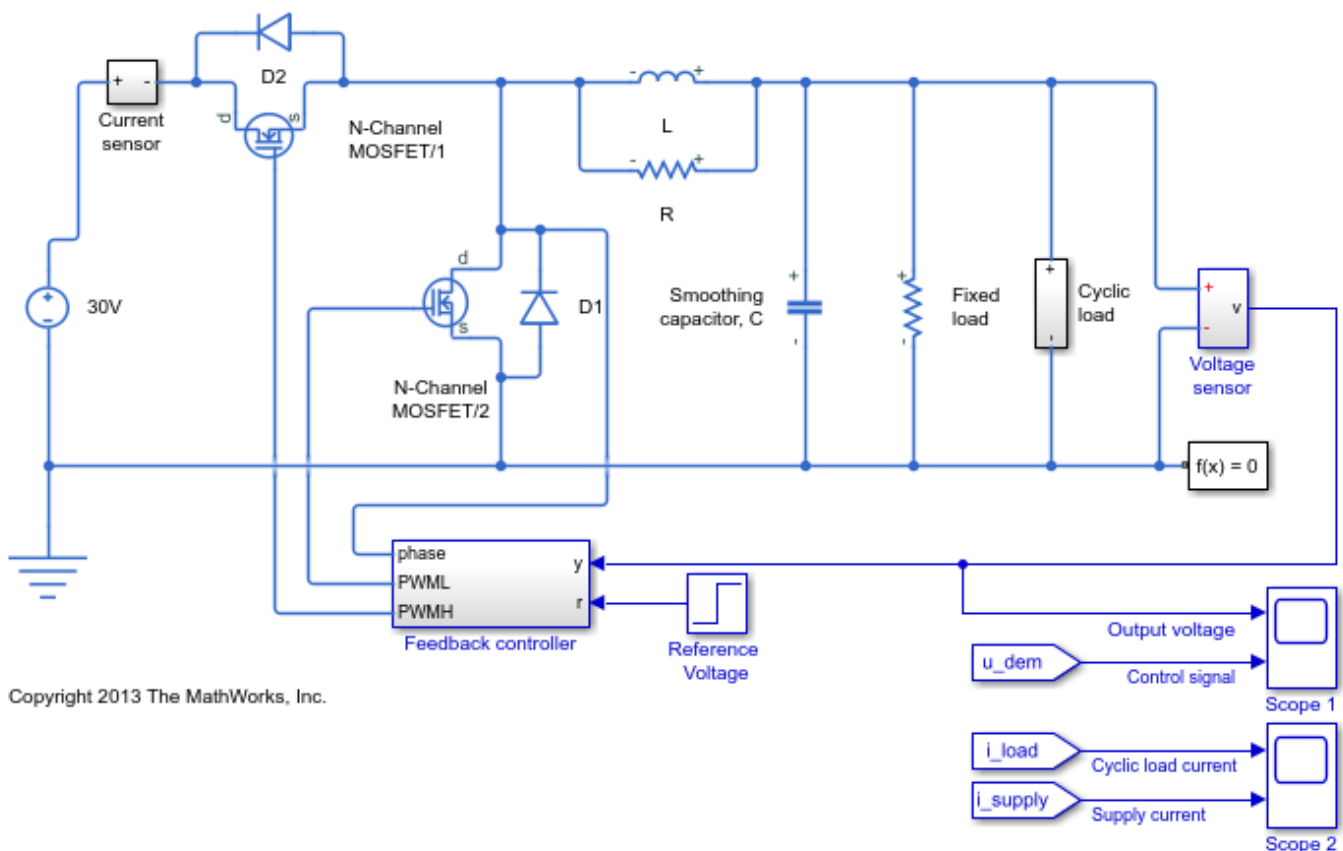 D2
+ -
Current
sensor
d
s
N-Channel
MOSFET/1
- +
L
- +
R
30V
d
s
D1
N-Channel
MOSFET/2
+
Smoothing
capacitor, C
-
+
Fixed
load
-
+
Cyclic
load
-
+
-
v
Voltage
sensor
f(x) = 0
phase
PWML
PWMH
y
r
Feedback controller
Reference
Voltage
Output voltage
u_dem
Control signal
Scope 1
i_load
Cyclic load current
i_supply
Supply current
Scope 2
Copyright 2013 The MathWorks, Inc.